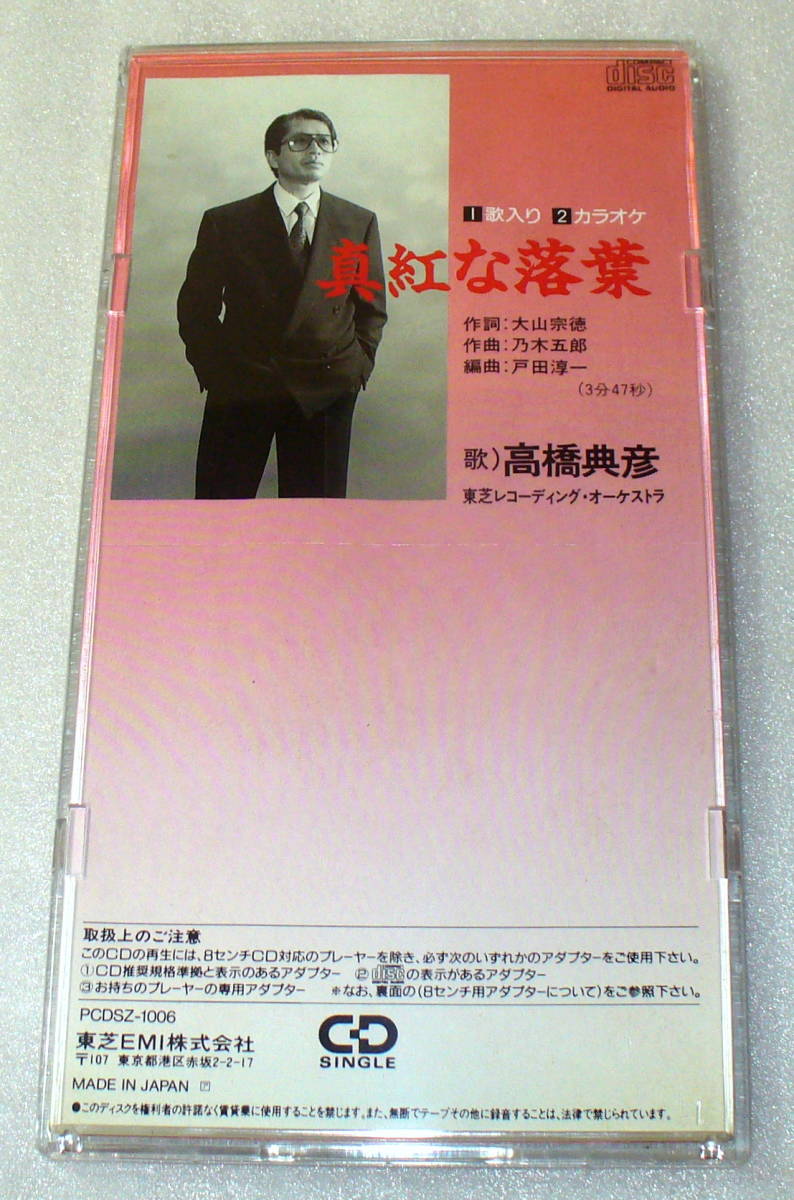 COMPACT
disc
DIGITAL AUDIO
1 歌入り 2 カラオケ
真紅な落葉
作詞:大山宗徳
作曲:乃木五郎
編曲:戸田淳一
(3分47秒)
歌)高橋典彦
東芝レコーディング・オーケストラ
取扱上のご注意
このCDの再生には、8センチCD対応のプレーヤーを除き、必ず次のいずれかのアダプターをご使用下さい。
①CD推奨規格準拠と表示のあるアダプター ②discの表示があるアダプター
③お持ちのプレーヤーの専用アダプター ※なお、裏面の(8センチ用アダプターについて)をご参照下さい。
PCDSZ-1006
東芝EMI株式会社
〒107 東京都港区赤坂2-2-17
CD
SINGLE
MADE IN JAPAN Ⓟ
●このディスクを権利者の許諾なく賃貸業に使用することを禁じます。また、無断でテープその他に録音することは、法律で禁じられています。